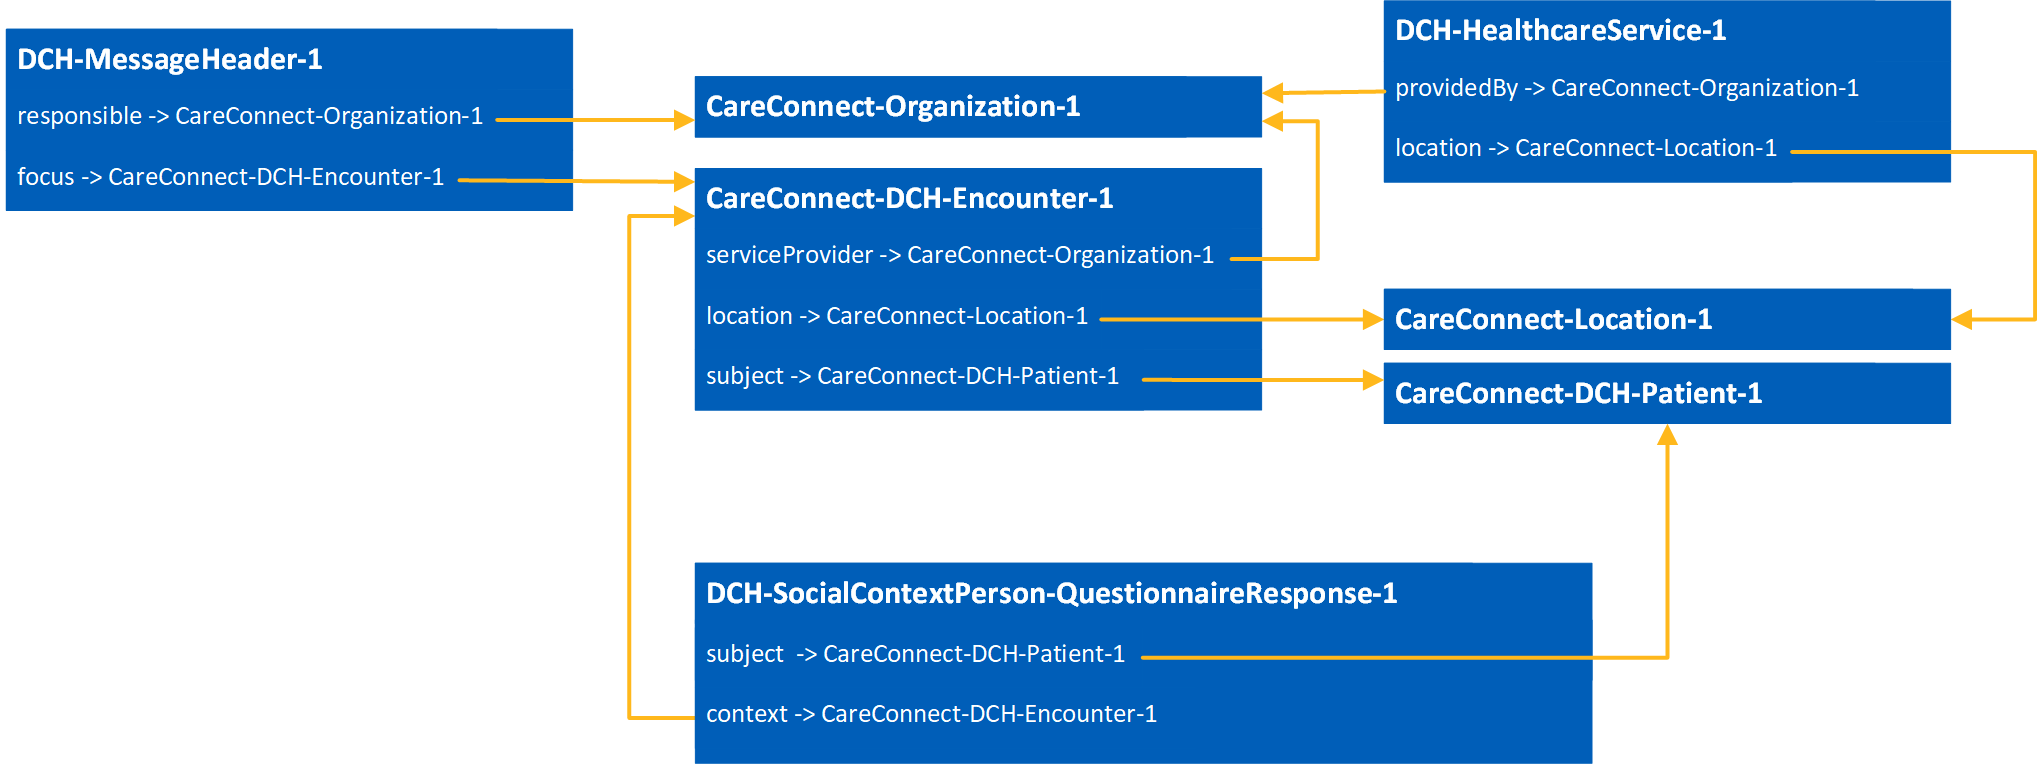 DCH-MessageHeader-1
responsible -> CareConnect-Organization-1
focus -> CareConnect-DCH-Encounter-1
CareConnect-Organization-1
CareConnect-DCH-Encounter-1
serviceProvider -> CareConnect-Organization-1
location -> CareConnect-Location-1
subject -> CareConnect-DCH-Patient-1
DCH-HealthcareService-1
providedBy -> CareConnect-Organization-1
location -> CareConnect-Location-1
CareConnect-Location-1
CareConnect-DCH-Patient-1
DCH-SocialContextPerson-QuestionnaireResponse-1
subject  -> CareConnect-DCH-Patient-1
context -> CareConnect-DCH-Encounter-1